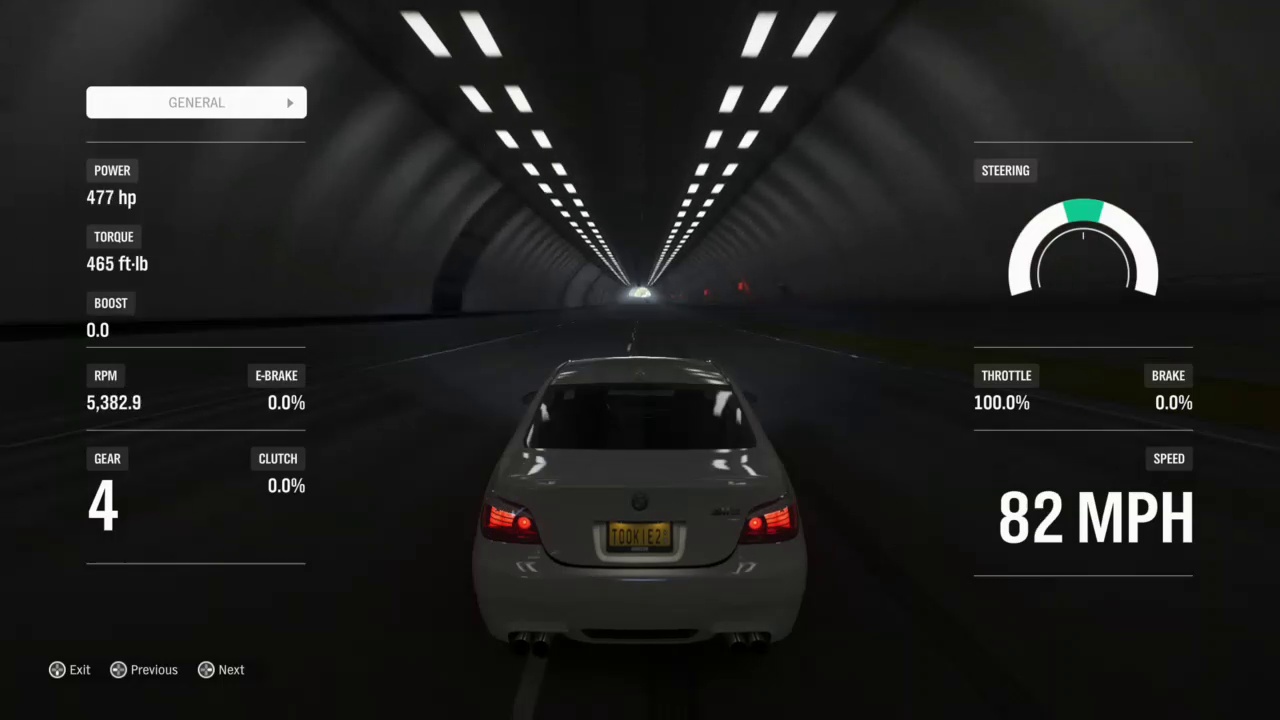 GENERAL
POWER
477 hp
TORQUE
465 ft·lb
BOOST
0.0
RPM
5,382.9
E-BRAKE
0.0%
GEAR
4
CLUTCH
0.0%
STEERING
THROTTLE
100.0%
BRAKE
0.0%
SPEED
82 MPH
TOOKIE2
Exit
Previous
Next